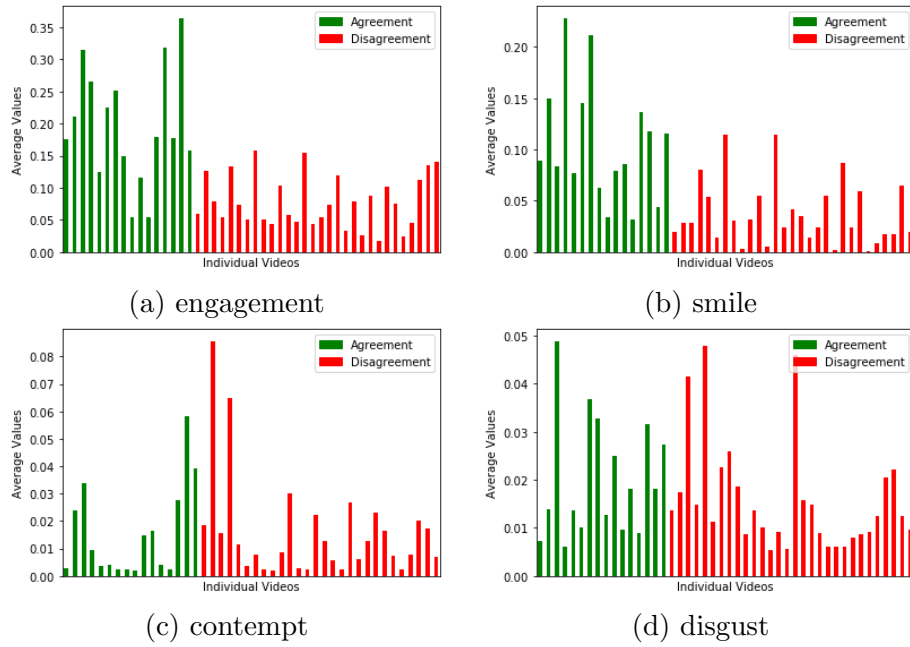 Agreement
Disagreement
Average Values
0.35
0.30
0.25
0.20
0.15
0.10
0.05
0.00
Individual Videos
(a) engagement
Agreement
Disagreement
Average Values
0.20
0.15
0.10
0.05
0.00
Individual Videos
(b) smile
Agreement
Disagreement
Average Values
0.08
0.07
0.06
0.05
0.04
0.03
0.02
0.01
0.00
Individual Videos
(c) contempt
Agreement
Disagreement
Average Values
0.05
0.04
0.03
0.02
0.01
0.00
Individual Videos
(d) disgust